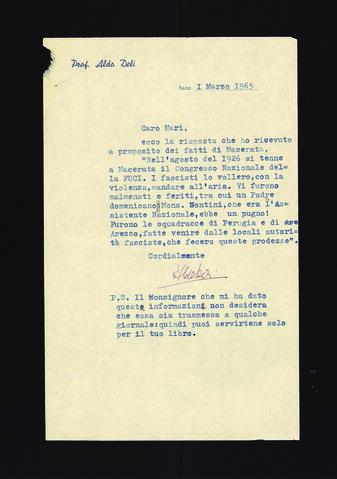 Prof. Aldo Deli
Fano 1 Marzo 1965
Caro Mari,
ecco la risposta che ho ricevuto
a proposito dei fatti di Macerata.
"Nell'agosto del 1926 si tenne
a Macerata il Congresso Nazionale del=
la FUCI. I fascisti lo vollero,con la
violenza,mandare all'aria. Vi furono
malmenati e feriti, tra cui un Padre
domenicano. Mons. Montini,che era l'As
sistente Nazionale,ebbe un pugno!
Furono le squadracce di Perugia e di
Arezzo,fatte venire dalle locali autori=
tà fasciste,che fecero queste prodezze".
Cordialmente
P.S. Il Monsignore che mi ha dato
queste informazioni non desidera
che essa sia trasmessa a qualche
giornale:quindi puoi servirtene solo
per il tuo libro.